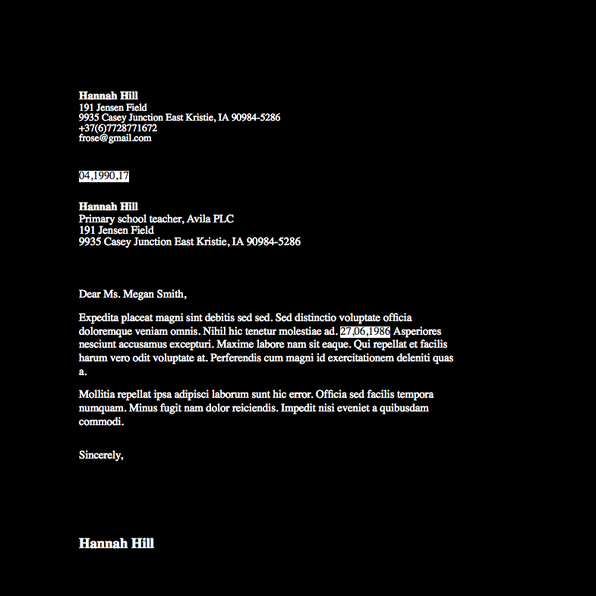 Hannah Hill
191 Jensen Field
9935 Casey Junction East Kristie, IA 90984-5286
+37(6)7728771672
frose@gmail.com
04,1990,17
Hannah Hill
Primary school teacher, Avila PLC
191 Jensen Field
9935 Casey Junction East Kristie, IA 90984-5286
Dear Ms. Megan Smith,
Expedita placeat magni sint debitis sed sed. Sed distinctio voluptate officia
doloremque veniam omnis. Nihil hic tenetur molestiae ad. 27,06,1986 Asperiores
nesciunt accusamus excepturi. Maxime labore nam sit eaque. Qui repellat et facilis
harum vero odit voluptate at. Perferendis cum magni id exercitationem deleniti quas
a.
Mollitia repellat ipsa adipisci laborum sunt hic error. Officia sed facilis tempora
numquam. Minus fugit nam dolor reiciendis. Impedit nisi eveniet a quibusdam
commodi.
Sincerely,
Hannah Hill